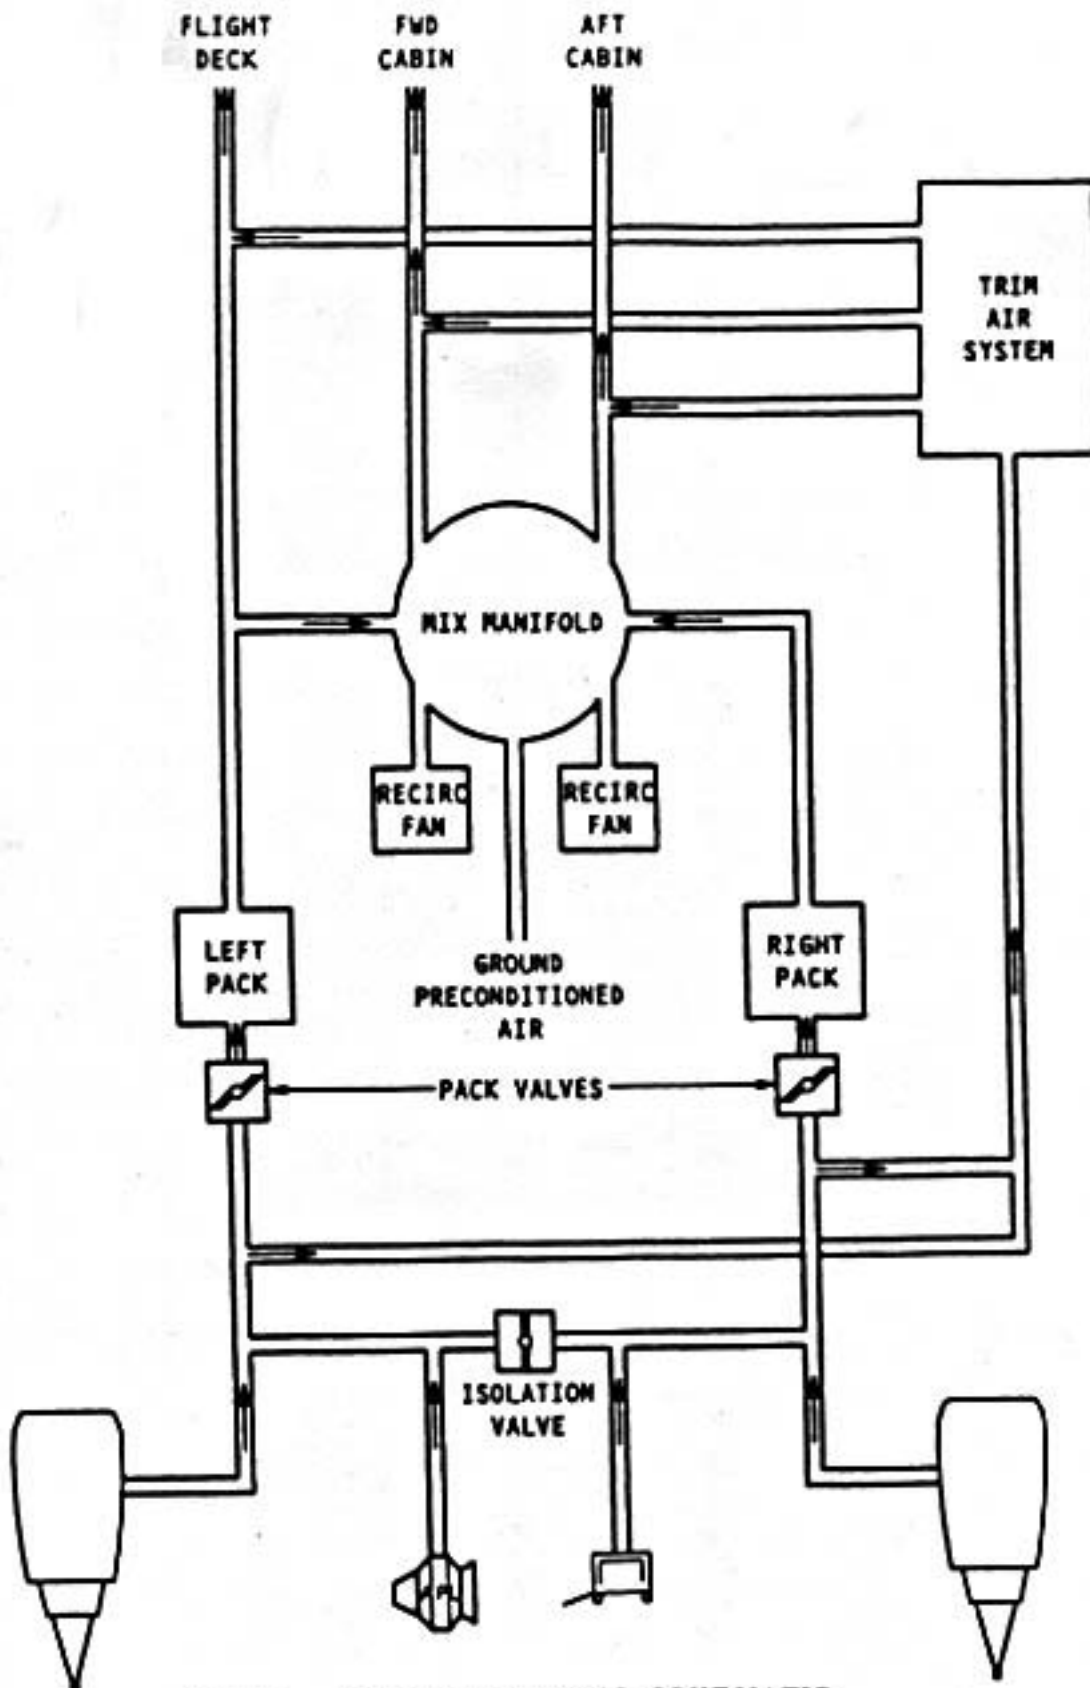 FLIGHT
DECK
FWD
CABIN
AFT
CABIN
TRIM
AIR
SYSTEM
MIX MANIFOLD
RECIRC
FAN
RECIRC
FAN
LEFT
PACK
GROUND
PRECONDITIONED
AIR
RIGHT
PACK
PACK VALVES
ISOLATION
VALVE